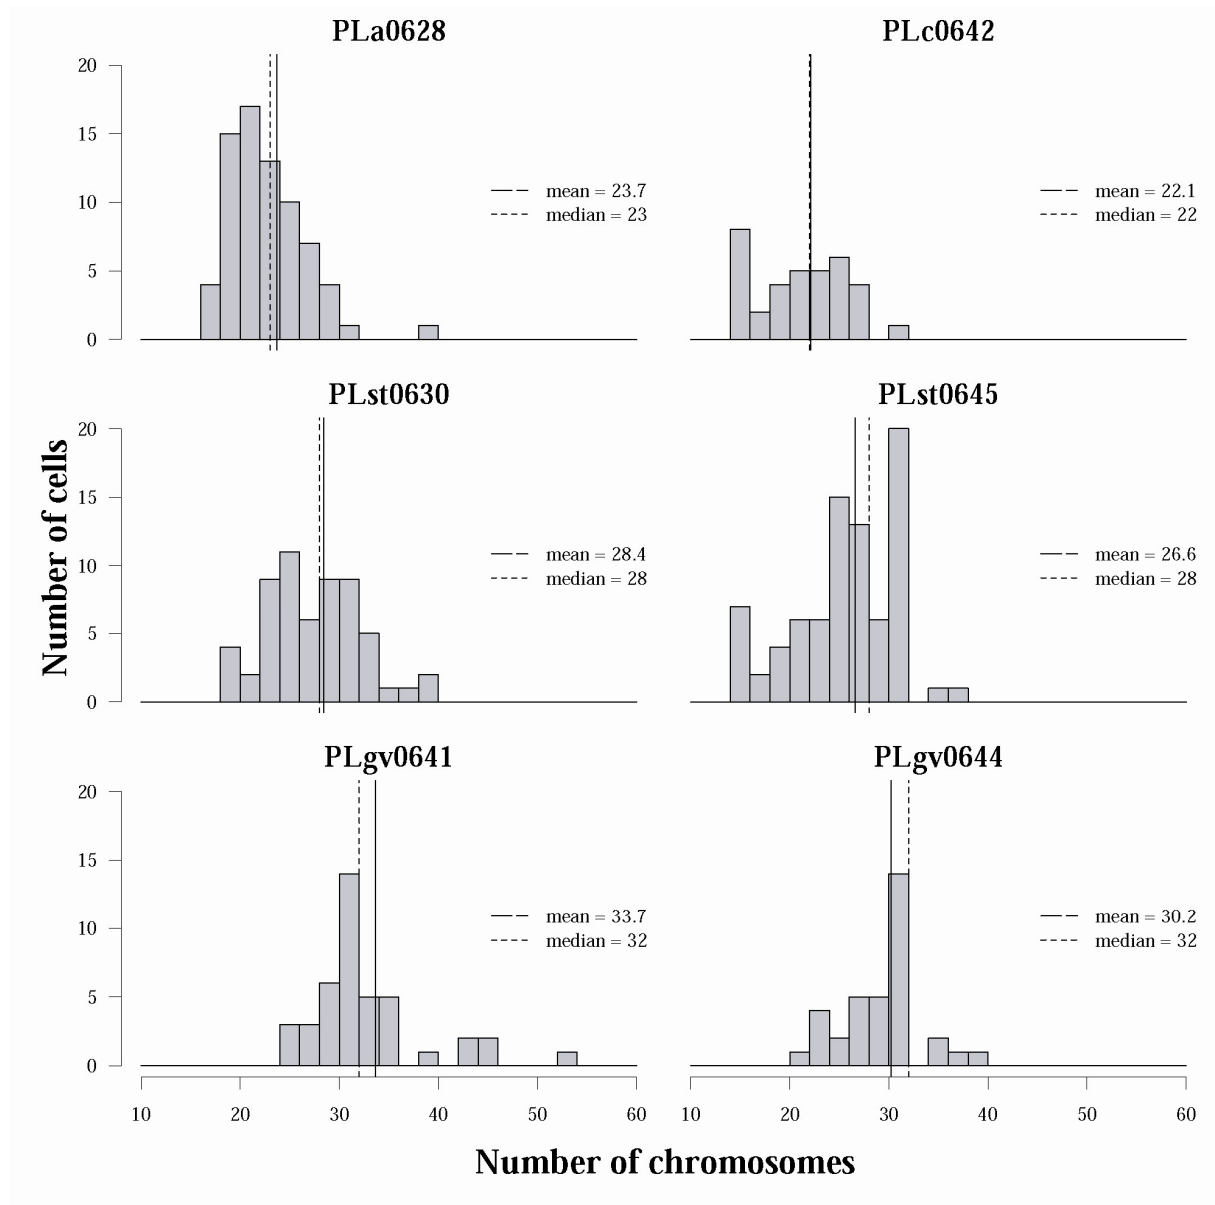 PLa0628
PLc0642
20
15
10
5
0
mean = 23.7
median = 23
mean = 22.1
median = 22
PLst0630
PLst0645
Number of cells
20
15
10
5
0
mean = 28.4
median = 28
mean = 26.6
median = 28
PLgv0641
PLgv0644
20
15
10
5
0
mean = 33.7
median = 32
mean = 30.2
median = 32
10 20 30 40 50 60
10 20 30 40 50 60
Number of chromosomes